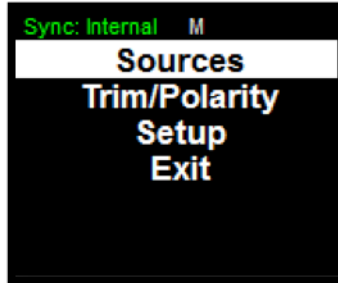 Sync: Internal M
Sources
Trim/Polarity
Setup
Exit